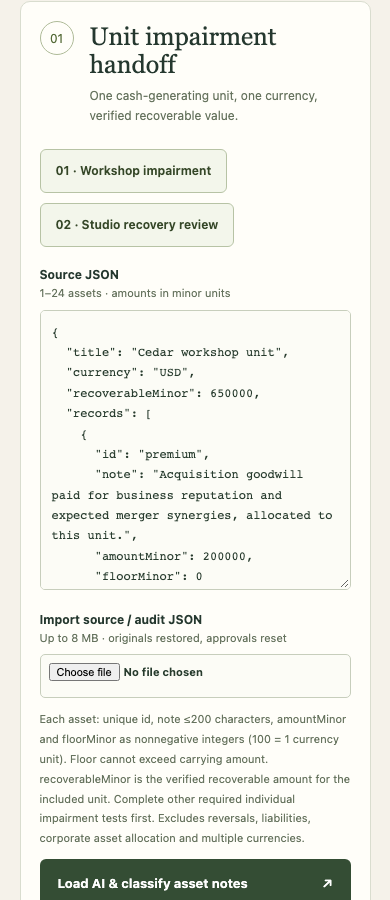 01
Unit impairment
handoff
One cash-generating unit, one currency,
verified recoverable value.
01 · Workshop impairment
02 · Studio recovery review
Source JSON
1–24 assets · amounts in minor units
{
"title": "Cedar workshop unit",
"currency": "USD",
"recoverableMinor": 650000,
"records": [
{
"id": "premium",
"note": "Acquisition goodwill
paid for business reputation and
expected merger synergies, allocated to
this unit.",
"amountMinor": 200000,
"floorMinor": 0
Import source / audit JSON
Up to 8 MB · originals restored, approvals reset
Choose file No file chosen
Each asset: unique id, note ≤200 characters, amountMinor
and floorMinor as nonnegative integers (100 = 1 currency
unit). Floor cannot exceed carrying amount.
recoverableMinor is the verified recoverable amount for the
included unit. Complete other required individual
impairment tests first. Excludes reversals, liabilities,
corporate asset allocation and multiple currencies.
Load AI & classify asset notes ↗